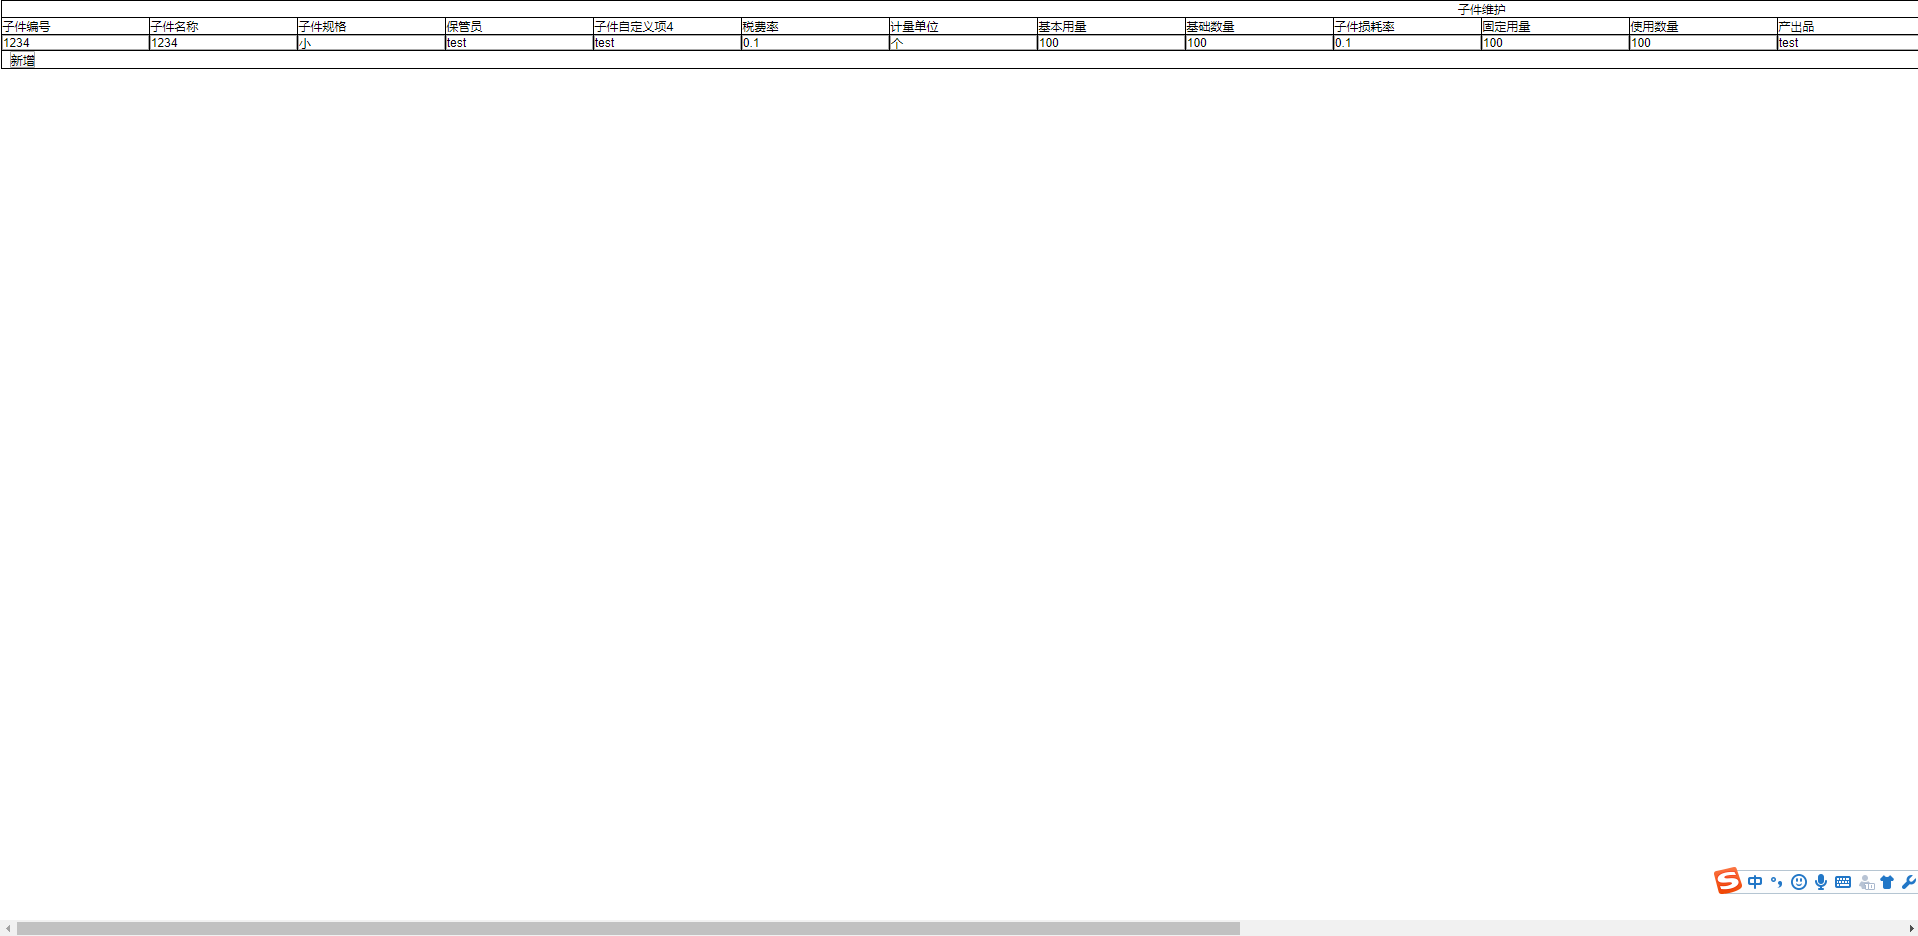 子件维护
子件编号 子件名称 子件规格 保管员 子件自定义项4 税费率 计量单位 基本用量 基础数量 子件损耗率 固定用量 使用数量 产出品
1234 1234 小 test test 0.1 个 100 100 0.1 100 100 test
新增
S 中